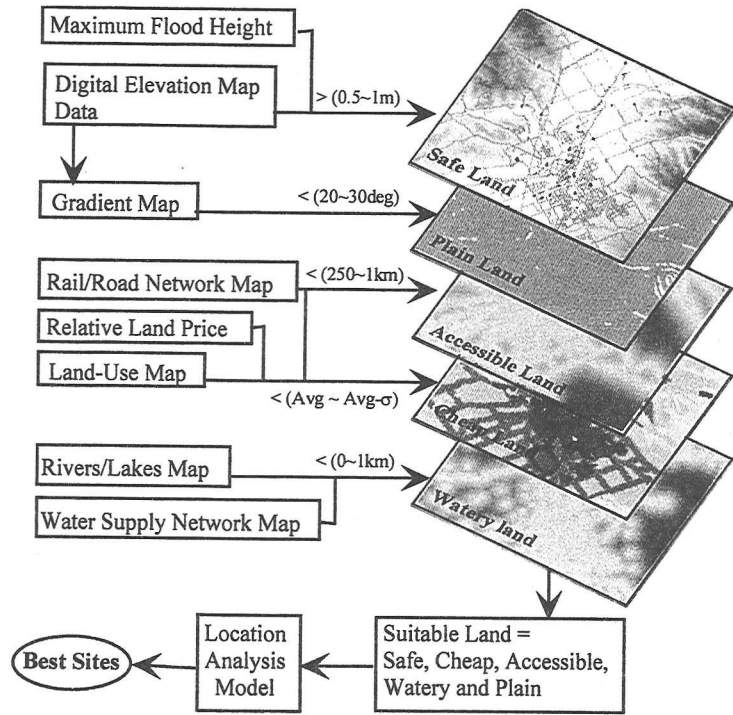 Maximum Flood Height
Digital Elevation Map
Data
> (0.5~1m)
Safe Land
Gradient Map
< (20~30deg)
Plain Land
Rail/Road Network Map
< (250~1km)
Relative Land Price
Accessible Land
Land-Use Map
< (Avg ~ Avg-σ)
Cheap Land
Rivers/Lakes Map
< (0~1km)
Watery land
Water Supply Network Map
Suitable Land =
Safe, Cheap, Accessible,
Watery and Plain
Location
Analysis
Model
Best Sites